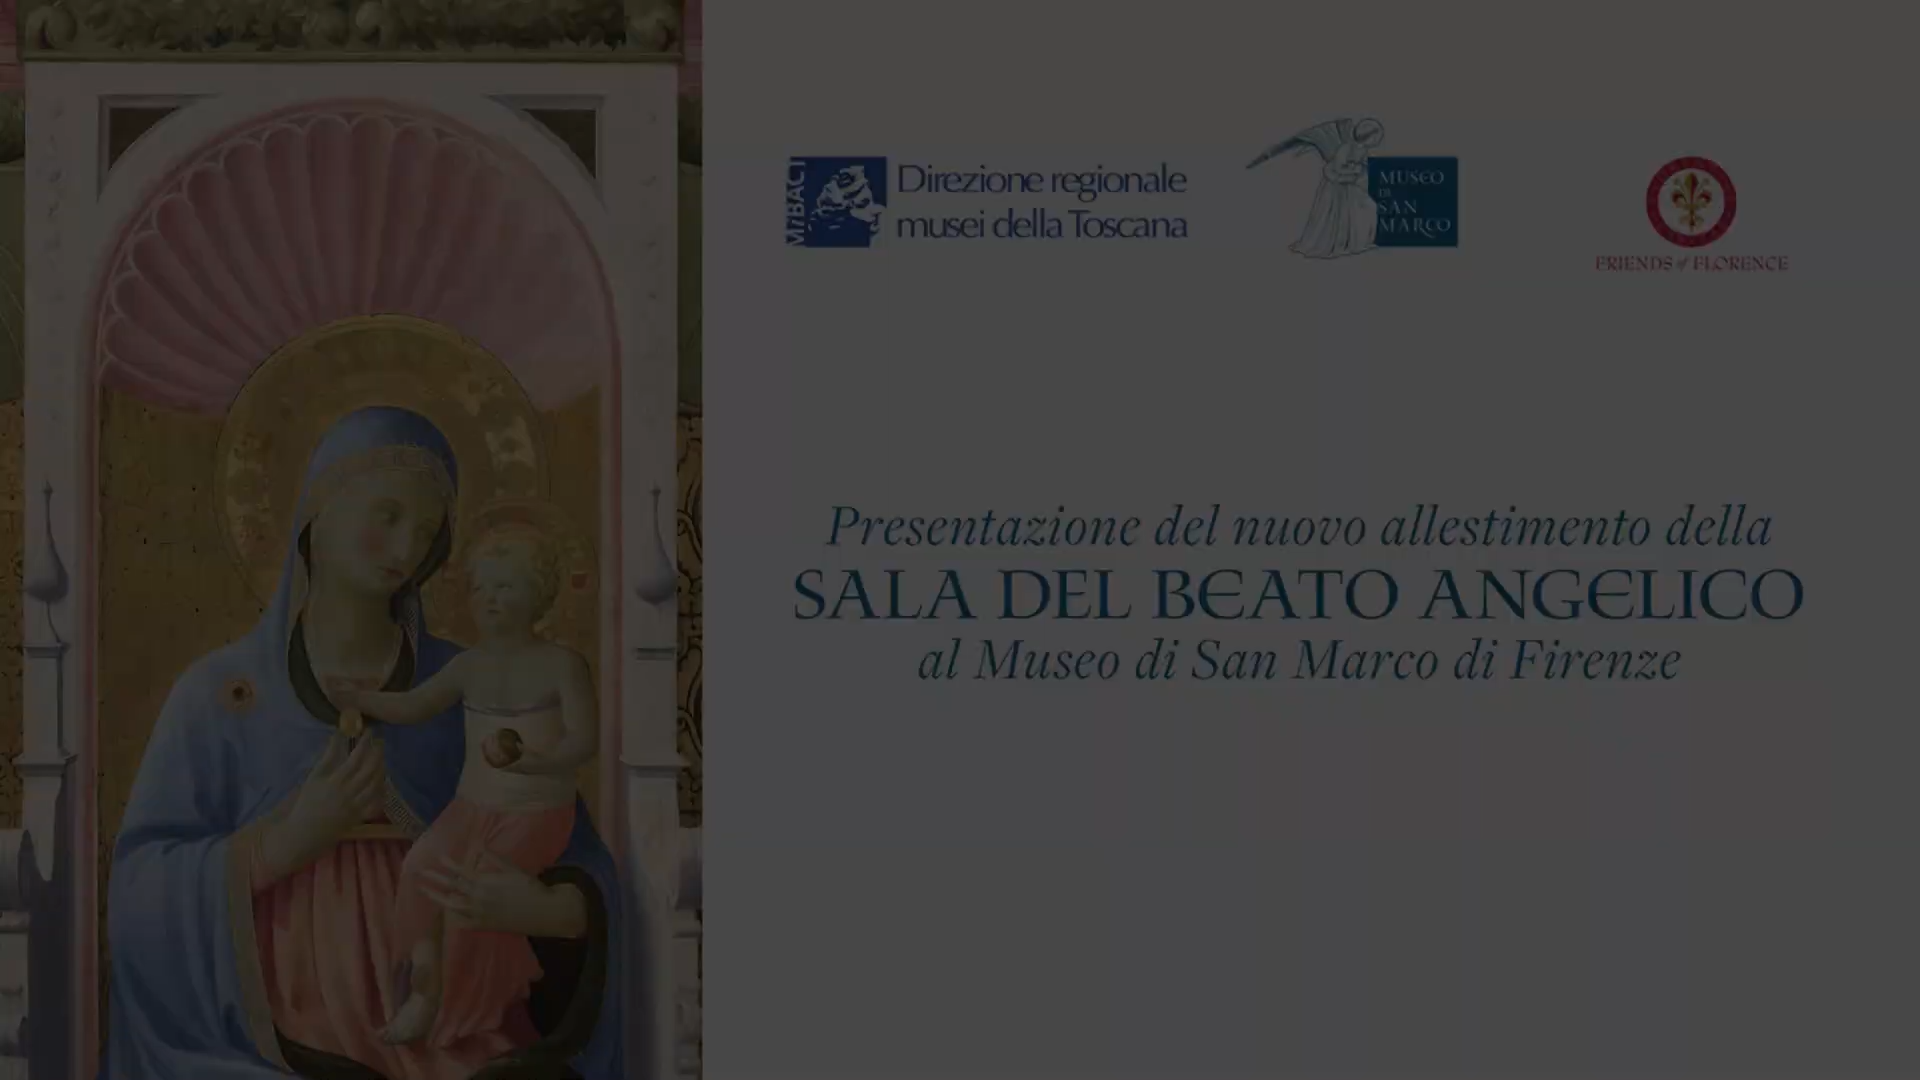 MiBACT
Direzione regionale
musei della Toscana
MUSEO
DI
SAN
MARCO
FRIENDS of FLORENCE
Presentazione del nuovo allestimento della
SALA DEL BEATO ANGELICO
al Museo di San Marco di Firenze